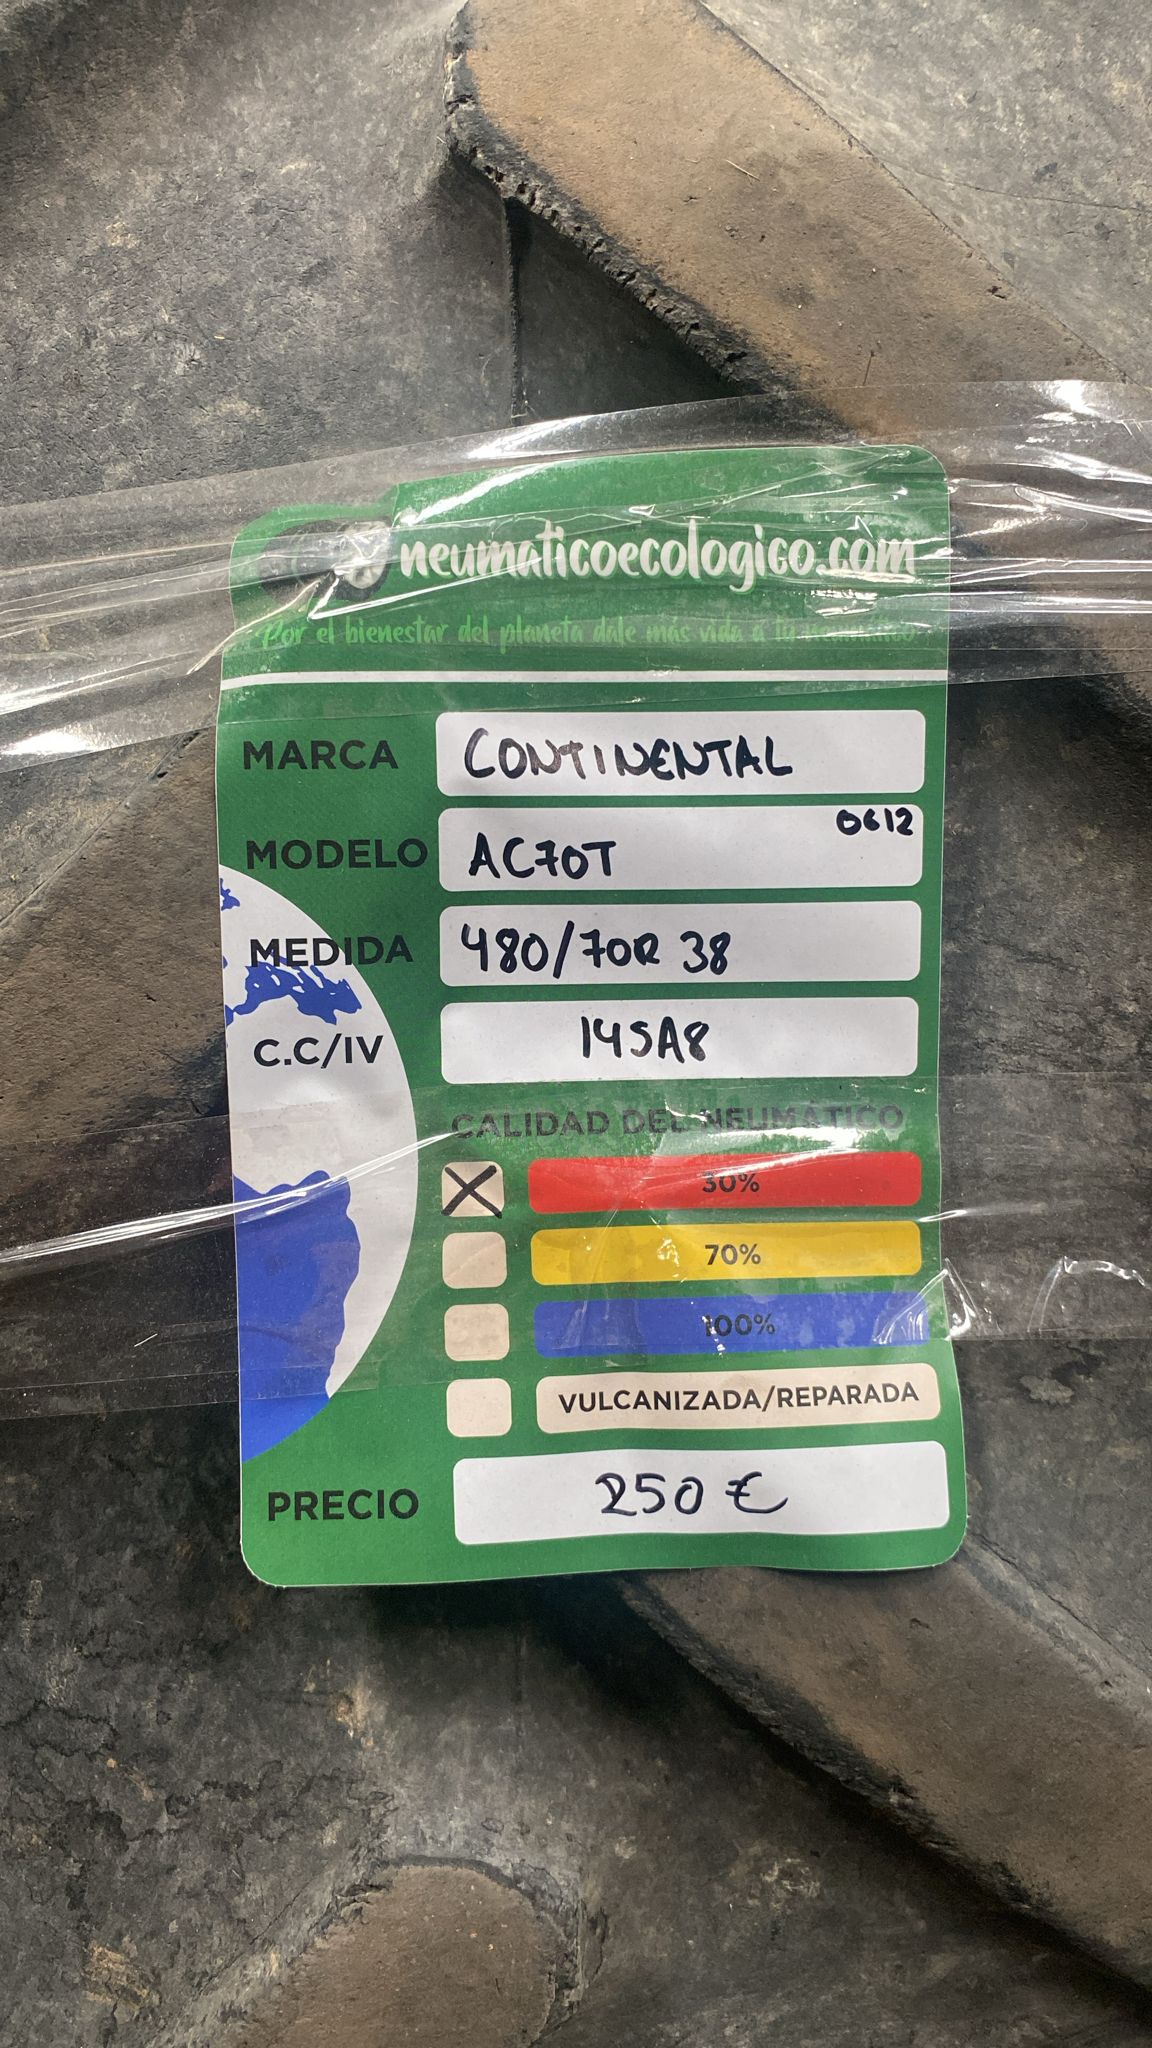 neumaticoecologico.com
Por el bienestar del planeta dale más vida a tu neumático
MARCA CONTINENTAL
0612
MODELO AC70T
MEDIDA 480/70R 38
C.C/IV 145A8
CALIDAD DEL NEUMÁTICO
X 30%
70%
100%
VULCANIZADA/REPARADA
PRECIO 250 €